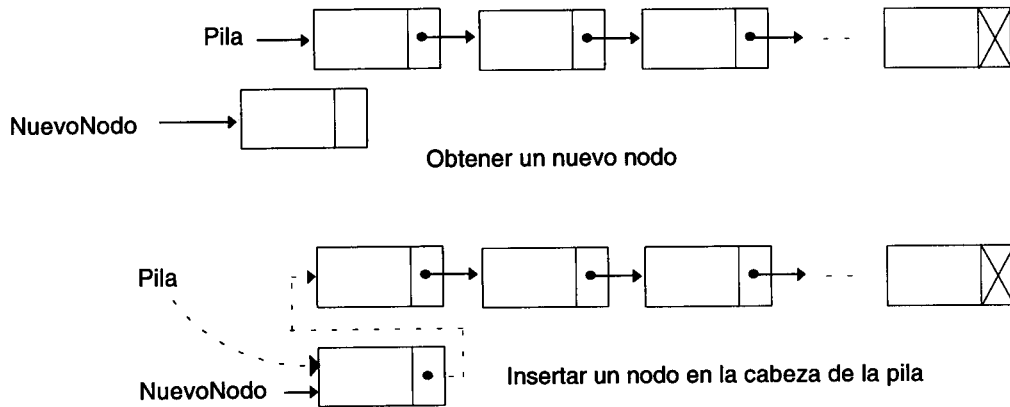 Pila
NuevoNodo
Obtener un nuevo nodo
Pila
NuevoNodo
Insertar un nodo en la cabeza de la pila